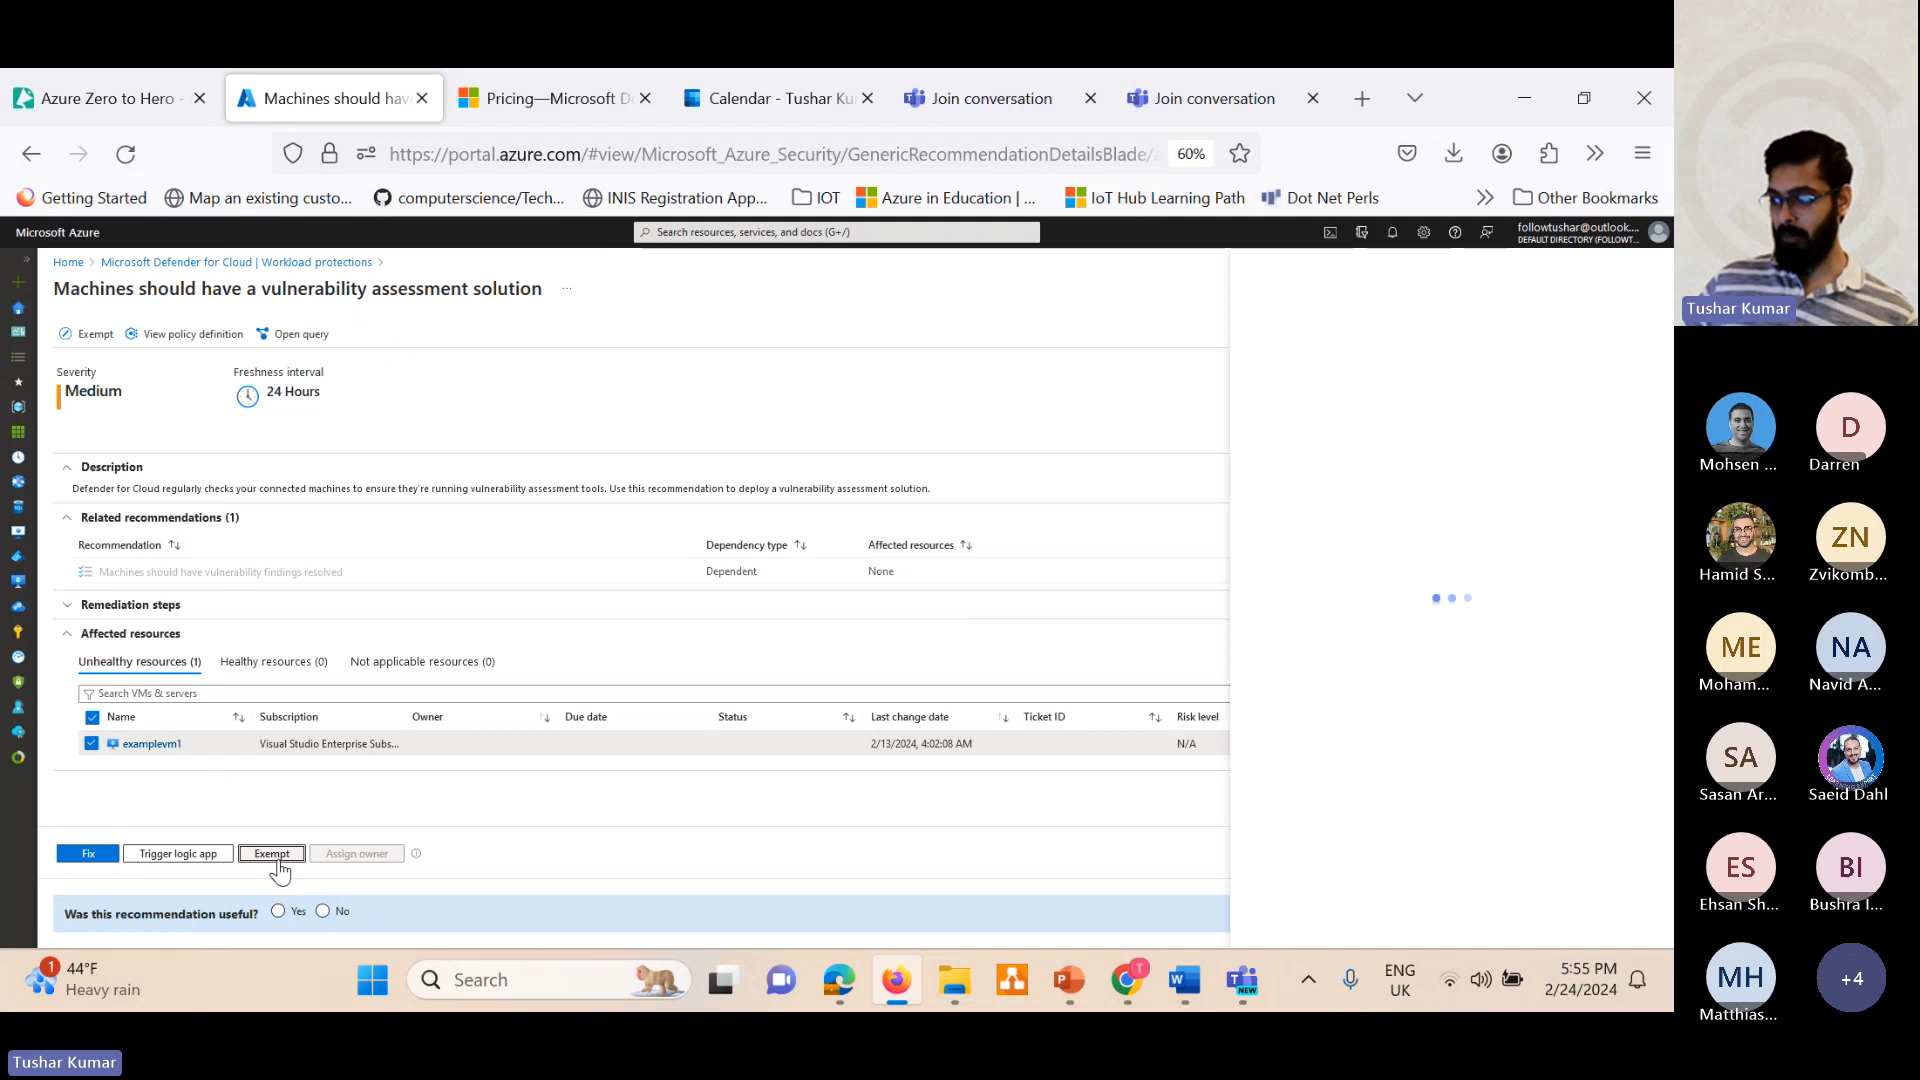 Azure Zero to Hero -
Machines should hav
Pricing—Microsoft D
Calendar - Tushar Ku
Join conversation
Join conversation
https://portal.azure.com/#view/Microsoft_Azure_Security/GenericRecommendationDetailsBlade/
60%
Getting Started
Map an existing custo...
computerscience/Tech...
INIS Registration App...
IOT
Azure in Education | ...
IoT Hub Learning Path
Dot Net Perls
Other Bookmarks
Microsoft Azure
Search resources, services, and docs (G+/)
followtushar@outlook....
DEFAULT DIRECTORY (FOLLOWT...
Home > Microsoft Defender for Cloud | Workload protections >
Machines should have a vulnerability assessment solution ...
Exempt
View policy definition
Open query
Severity
Medium
Freshness interval
24 Hours
Description
Defender for Cloud regularly checks your connected machines to ensure they're running vulnerability assessment tools. Use this recommendation to deploy a vulnerability assessment solution.
Related recommendations (1)
Recommendation
Dependency type
Affected resources
Machines should have vulnerability findings resolved
Dependent
None
Remediation steps
Affected resources
Unhealthy resources (1)
Healthy resources (0)
Not applicable resources (0)
Search VMs & servers
Name
Subscription
Owner
Due date
Status
Last change date
Ticket ID
Risk level
examplevm1
Visual Studio Enterprise Subs...
2/13/2024, 4:02:08 AM
N/A
Fix
Trigger logic app
Exempt
Assign owner
Was this recommendation useful?
Yes
No
1
44°F
Heavy rain
Search
T
NEW
ENG
UK
5:55 PM
2/24/2024
Tushar Kumar
Tushar Kumar
Mohsen ...
D
Darren
Hamid S...
ZN
Zvikomb...
ME
Moham...
NA
Navid A...
SA
Sasan Ar...
Saeid Dahl
ES
Ehsan Sh...
BI
Bushra I...
MH
Matthias...
+4